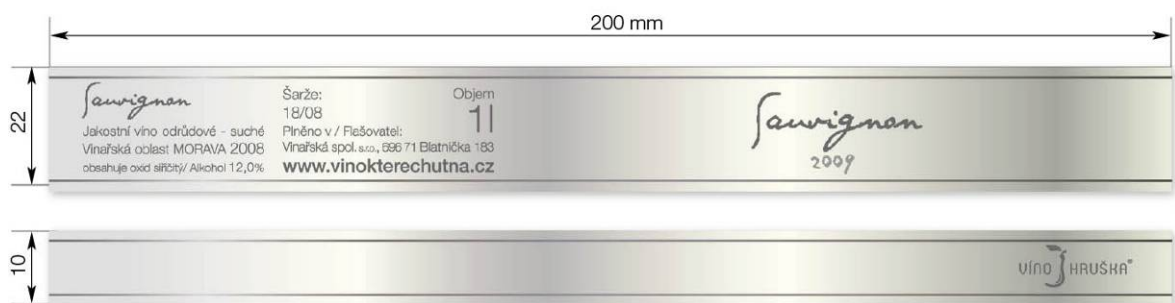 200 mm
22
Sauvignon
Jakostní víno odrůdové - suché
Vinařská oblast MORAVA 2008
obsahuje oxid siřičitý/ Alkohol 12,0%
Šarže:
18/08
Plněno v / Flašovatel:
Vinařská spol. s.r.o., 696 71 Blatnička 183
www.vinokterechutna.cz
Objem
1l
Sauvignon
2009
10
VÍNO HRUŠKA®